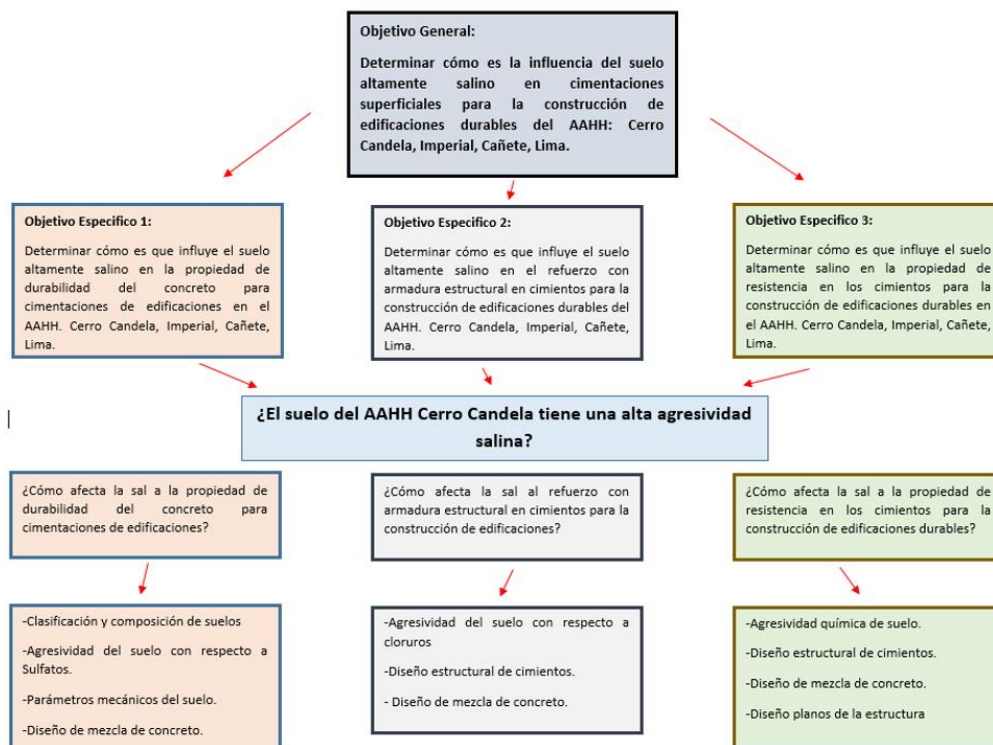 Objetivo General:
Determinar cómo es la influencia del suelo
altamente salino en cimentaciones
superficiales para la construcción de
edificaciones durables del AAHH: Cerro
Candela, Imperial, Cañete, Lima.
Objetivo Especifico 1:
Determinar cómo es que influye el suelo
altamente salino en la propiedad de
durabilidad del concreto para
cimentaciones de edificaciones en el
AAHH. Cerro Candela, Imperial, Cañete,
Lima.
Objetivo Especifico 2:
Determinar cómo es que influye el suelo
altamente salino en el refuerzo con
armadura estructural en cimientos para la
construcción de edificaciones durables del
AAHH. Cerro Candela, Imperial, Cañete,
Lima.
Objetivo Especifico 3:
Determinar cómo es que influye el suelo
altamente salino en la propiedad de
resistencia en los cimientos para la
construcción de edificaciones durables en
el AAHH. Cerro Candela, Imperial, Cañete,
Lima.
¿El suelo del AAHH Cerro Candela tiene una alta agresividad
salina?
¿Cómo afecta la sal a la propiedad de
durabilidad del concreto para
cimentaciones de edificaciones?
¿Cómo afecta la sal al refuerzo con
armadura estructural en cimientos para la
construcción de edificaciones?
¿Cómo afecta la sal a la propiedad de
resistencia en los cimientos para la
construcción de edificaciones durables?
-Clasificación y composición de suelos
-Agresividad del suelo con respecto a
Sulfatos.
-Parámetros mecánicos del suelo.
-Diseño de mezcla de concreto.
-Agresividad del suelo con respecto a
cloruros
-Diseño estructural de cimientos.
- Diseño de mezcla de concreto.
-Agresividad química de suelo.
-Diseño estructural de cimientos.
-Diseño de mezcla de concreto.
-Diseño planos de la estructura